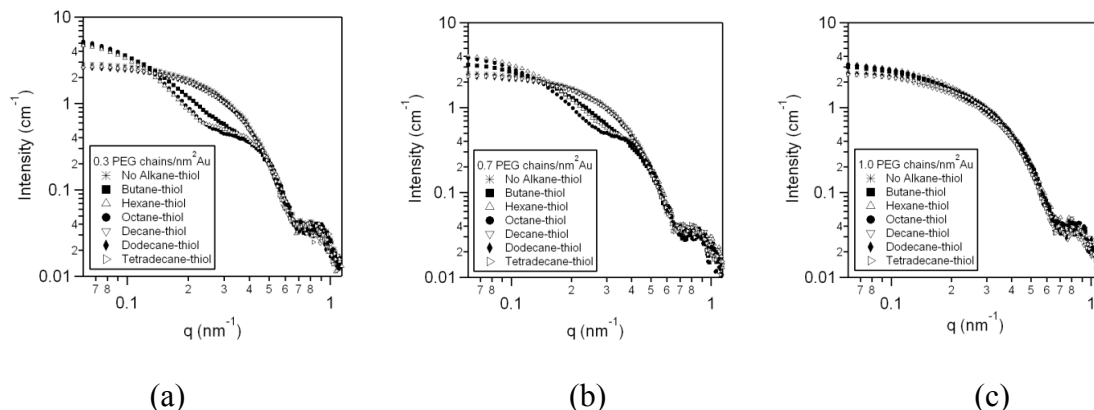 10
4
2
1
4
2
0.1
4
2
0.01
Intensity (cm-1)
0.3 PEG chains/nm2Au
No Alkane-thiol
Butane-thiol
Hexane-thiol
Octane-thiol
Decane-thiol
Dodecane-thiol
Tetradecane-thiol
7 8 2 3 4 5 6 7 8
0.1 1
q (nm-1)
(a)
10
4
2
1
4
2
0.1
4
2
0.01
Intensity (cm-1)
0.7 PEG chains/nm2Au
No Alkane-thiol
Butane-thiol
Hexane-thiol
Octane-thiol
Decane-thiol
Dodecane-thiol
Tetradecane-thiol
7 8 2 3 4 5 6 7 8
0.1 1
q (nm-1)
(b)
10
4
2
1
4
2
0.1
4
2
0.01
Intensity (cm-1)
1.0 PEG chains/nm2Au
No Alkane-thiol
Butane-thiol
Hexane-thiol
Octane-thiol
Decane-thiol
Dodecane-thiol
Tetradecane-thiol
7 8 2 3 4 5 6 7 8
0.1 1
q (nm-1)
(c)